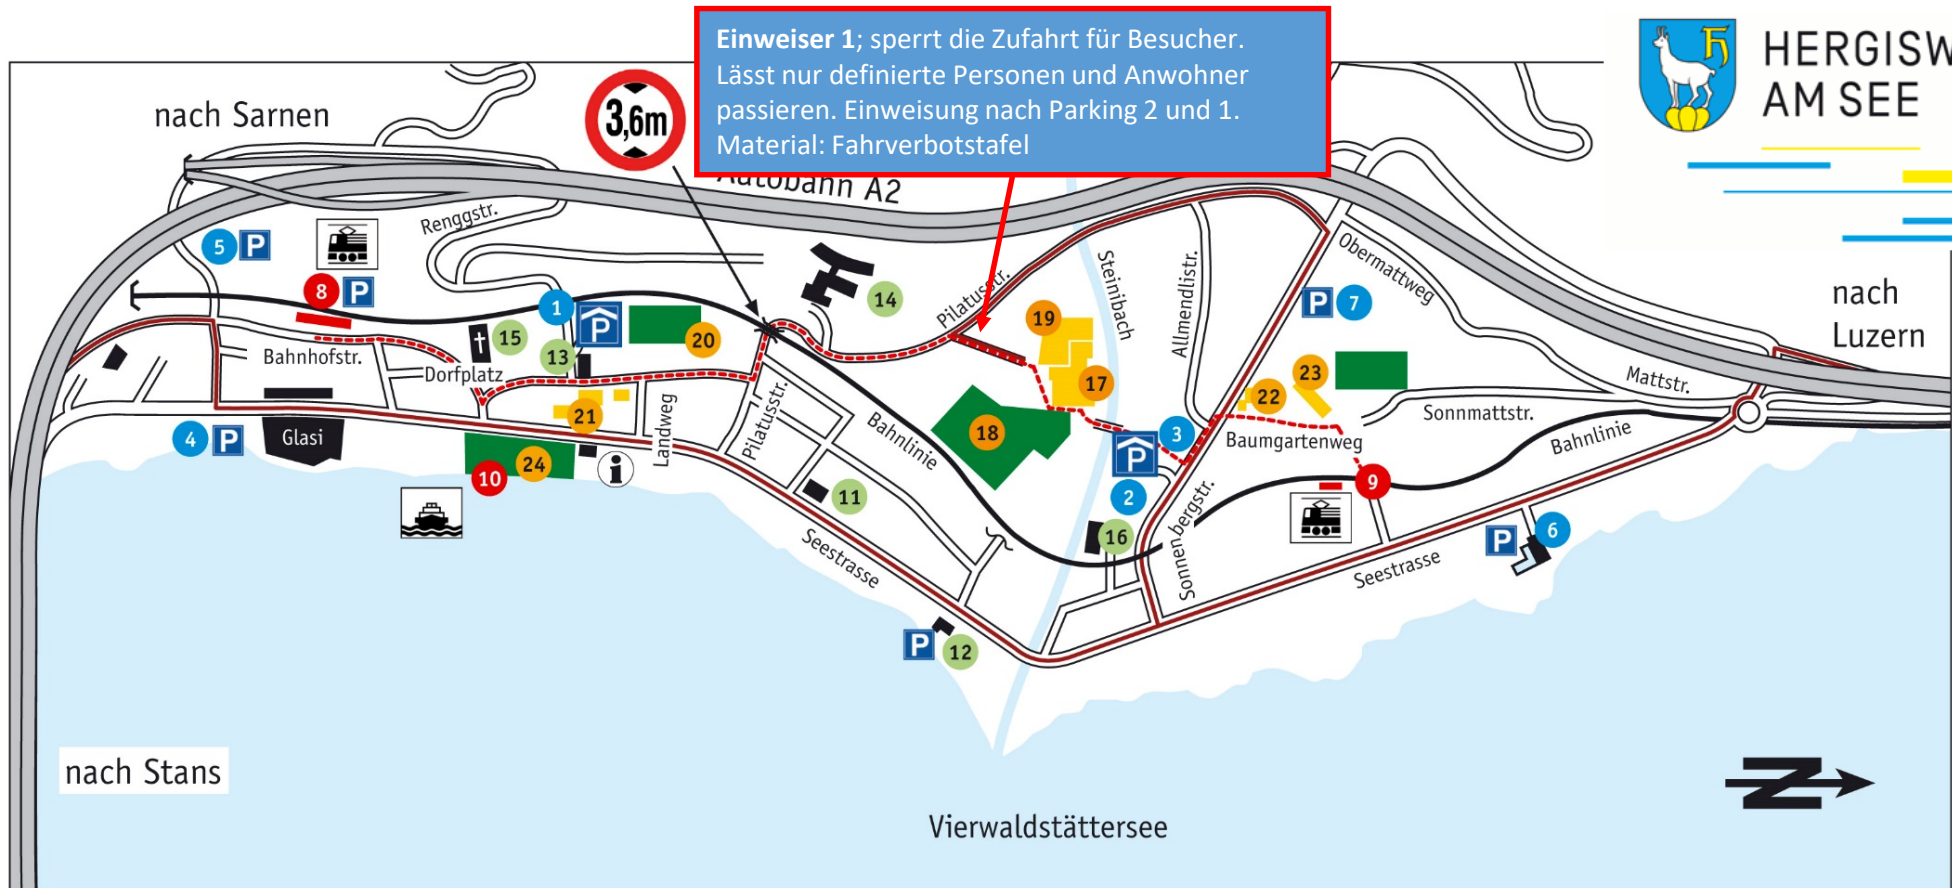 Einweiser 1; sperrt die Zufahrt für Besucher.
Lässt nur definierte Personen und Anwohner
passieren. Einweisung nach Parking 2 und 1.
Material: Fahrverbotstafel
HERGISW
AM SEE
nach Sarnen
3,6m
Autobahn A2
Renggstr.
5 P
8 P
1 P
14
15
13
20
Bahnhofstr.
Dorfplatz
21
Landweg
Pilatusstr.
Pilatusstr.
Steinibach
Allmendlistr.
19
17
18
Obermattweg
P 7
nach
Luzern
Mattstr.
23
22
Sonnmattstr.
Baumgartenweg
Bahnlinie
3
P
2
16
Sonnenbergstr.
9
P 6
Seestrasse
4 P
Glasi
24
10
i
Bahnlinie
11
Seestrasse
P 12
nach Stans
Vierwaldstättersee
N